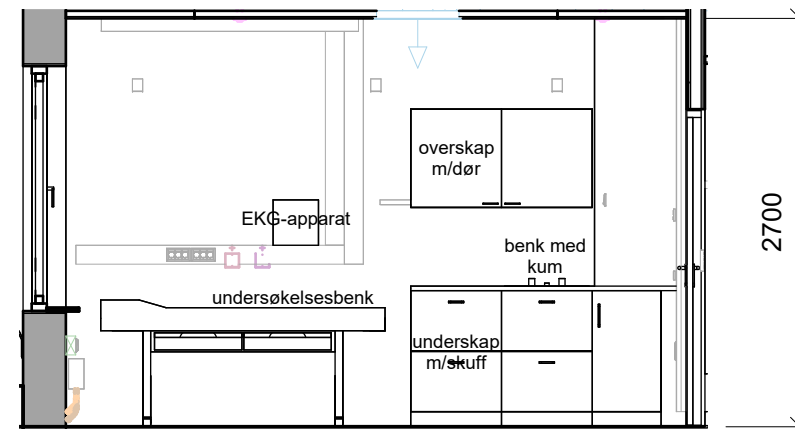 overskap
m/dør
EKG-apparat
2700
benk med
kum
undersøkelsesbenk
underskap
m/skuff